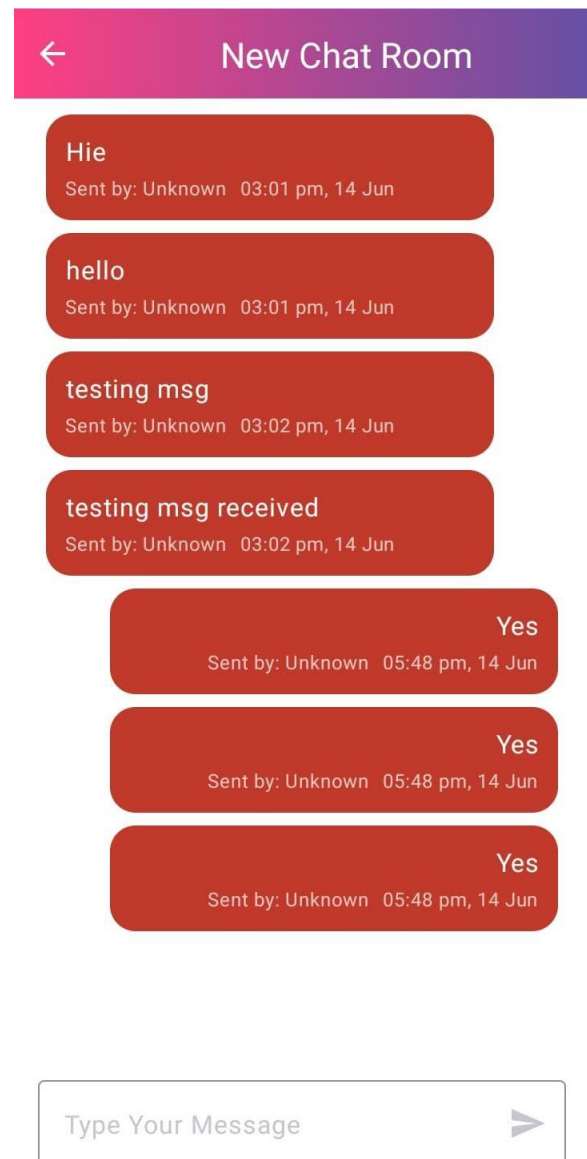 New Chat Room
Hie
Sent by: Unknown 03:01 pm, 14 Jun
hello
Sent by: Unknown 03:01 pm, 14 Jun
testing msg
Sent by: Unknown 03:02 pm, 14 Jun
testing msg received
Sent by: Unknown 03:02 pm, 14 Jun
Yes
Sent by: Unknown 05:48 pm, 14 Jun
Yes
Sent by: Unknown 05:48 pm, 14 Jun
Yes
Sent by: Unknown 05:48 pm, 14 Jun
Type Your Message